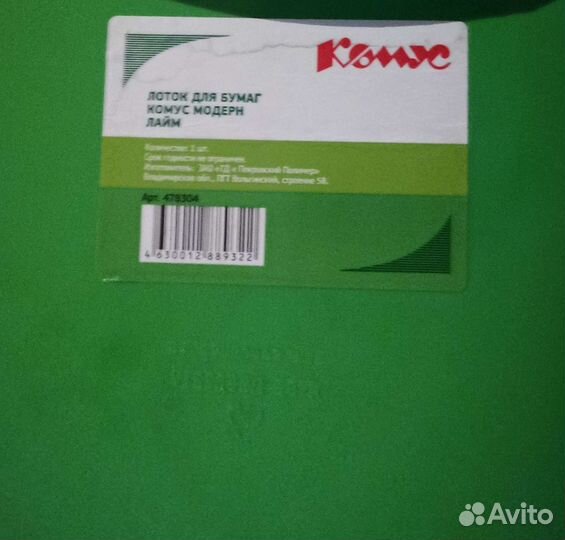 Комус
ЛОТОК ДЛЯ БУМАГ
КОМУС МОДЕРН
ЛАЙМ
Количество: 1 шт.
Срок годности не ограничен.
Изготовитель: ЗАО «ТД « Покровский Полимер»
Владимирская обл., ПГТ Вольгинский, строение 58.
Арт. 478304
4 630012 889322
Avito